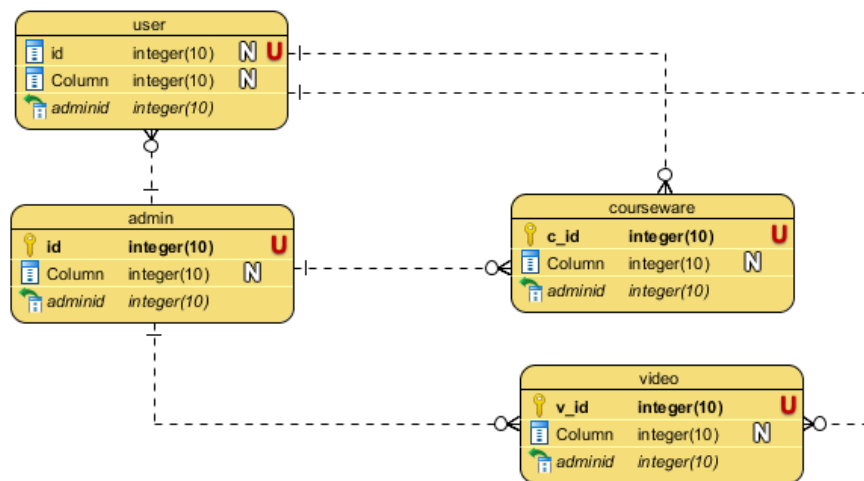 user
id integer(10) N U
Column integer(10) N
adminid integer(10)
admin
id integer(10) U
Column integer(10) N
adminid integer(10)
courseware
c_id integer(10) U
Column integer(10) N
adminid integer(10)
video
v_id integer(10) U
Column integer(10) N
adminid integer(10)